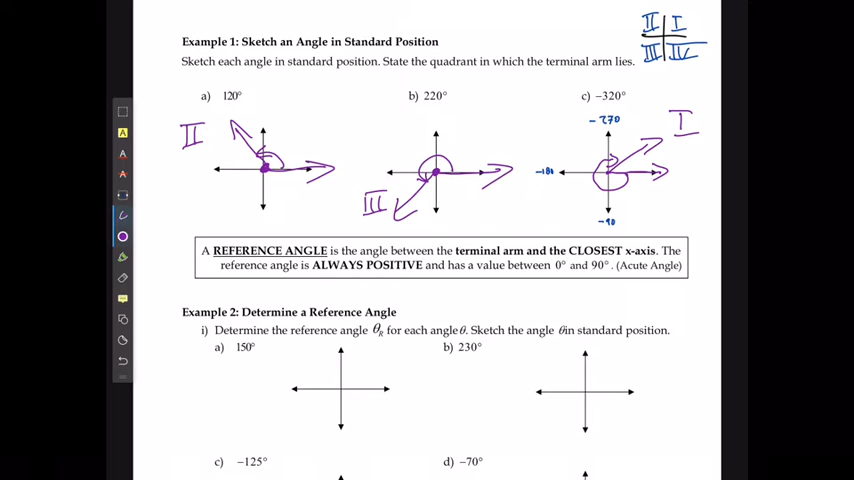 II I
III IV
Example 1: Sketch an Angle in Standard Position
Sketch each angle in standard position. State the quadrant in which the terminal arm lies.
a) 120° b) 220° c) −320°
II
III
-270
-180
-90
I
A REFERENCE ANGLE is the angle between the terminal arm and the CLOSEST x-axis. The
reference angle is ALWAYS POSITIVE and has a value between 0° and 90°. (Acute Angle)
Example 2: Determine a Reference Angle
i) Determine the reference angle θR for each angle θ. Sketch the angle θ in standard position.
a) 150° b) 230°
c) −125° d) −70°